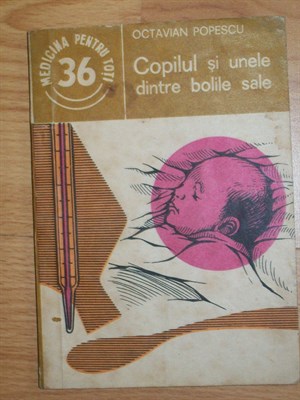 MEDICINA PENTRU TOȚI
36
OCTAVIAN POPESCU
Copilul și unele
dintre bolile sale